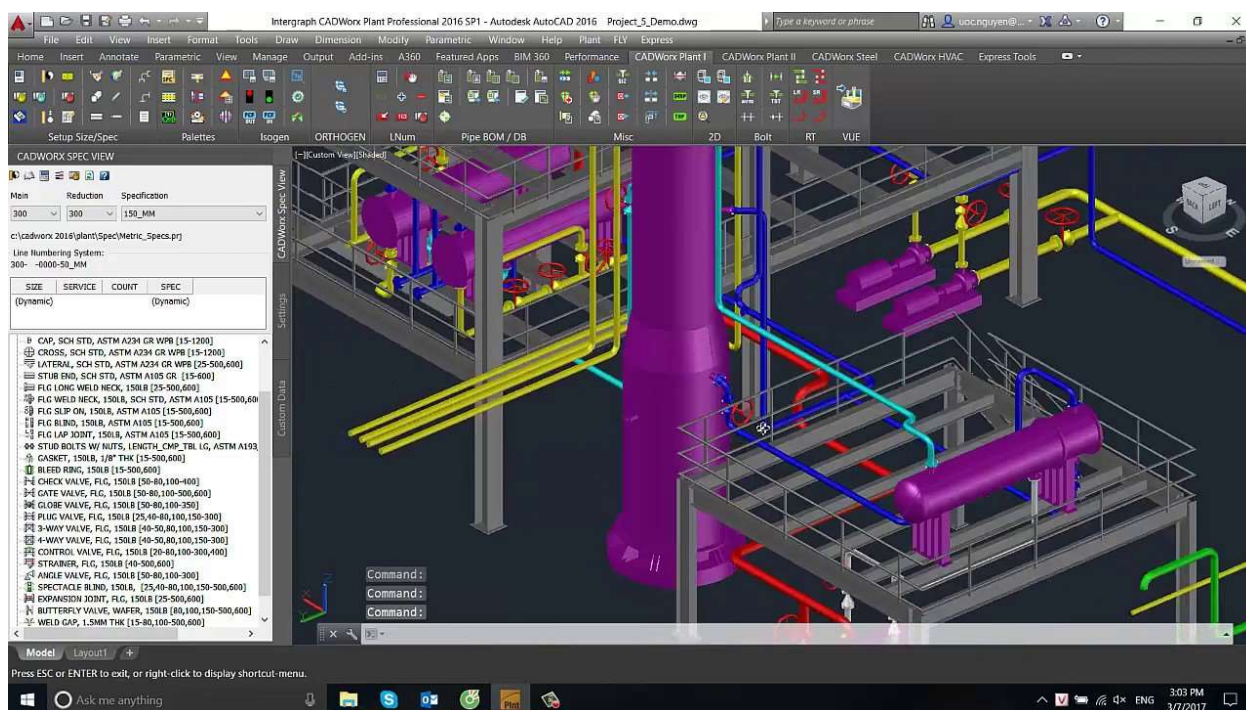 Intergraph CADWorx Plant Professional 2016 SP1 - Autodesk AutoCAD 2016 Project_S_Demo.dwg
Type a keyword or phrase
uoc.nguyen@...
File Edit View Insert Format Tools Draw Dimension Modify Parametric Window Help Plant FLY Express
Home Insert Annotate Parametric View Manage Output Add-ins A360 Featured Apps BIM 360 Performance CADWorx Plant I CADWorx Plant II CADWorx Steel CADWorx HVAC Express Tools
Setup Size/Spec Palettes Isogen ORTHOGEN LNum Pipe BOM / DB Misc 2D Bolt RT VUE
CADWORX SPEC VIEW
[-][Custom View][Shaded]
Main Reduction Specification
300 300 150_MM
c:\cadworx 2016\plant\Spec\Metric_Specs.prj
Line Numbering System:
300- -0000-50_MM
SIZE SERVICE COUNT SPEC
(Dynamic) (Dynamic)
CADWorx Spec View
Settings
Custom Data
CAP, SCH STD, ASTM A234 GR WPB [15-1200]
CROSS, SCH STD, ASTM A234 GR WPB [15-1200]
LATERAL, SCH STD, ASTM A234 GR WPB [25-500,600]
STUB END, SCH STD, ASTM A105 GR [15-600]
FLG LONG WELD NECK, 150LB [25-500,600]
FLG WELD NECK, 150LB, SCH STD, ASTM A105 [15-500,600
FLG SLIP ON, 150LB, ASTM A105 [15-500,600]
FLG BLIND, 150LB, ASTM A105 [15-500,600]
FLG LAP JOINT, 150LB, ASTM A105 [15-500,600]
STUD BOLTS W/ NUTS, LENGTH_CMP_TBL LG, ASTM A193,
GASKET, 150LB, 1/8" THK [15-500,600]
BLEED RING, 150LB [15-500,600]
CHECK VALVE, FLG, 150LB [50-80,100-400]
GATE VALVE, FLG, 150LB [50-80,100-500,600]
GLOBE VALVE, FLG, 150LB [50-80,100-350]
PLUG VALVE, FLG, 150LB [25,40-80,100,150-300]
3-WAY VALVE, FLG, 150LB [40-50,80,100,150-300]
4-WAY VALVE, FLG, 150LB [40-50,80,100,150-300]
CONTROL VALVE, FLG, 150LB [20-80,100-300,400]
STRAINER, FLG, 150LB [40-500,600]
ANGLE VALVE, FLG, 150LB [50-80,100-300]
SPECTACLE BLIND, 150LB, [25,40-80,100,150-500,600]
EXPANSION JOINT, FLG, 150LB [25-500,600]
BUTTERFLY VALVE, WAFER, 150LB [80,100,150-500,600]
WELD GAP, 1.5MM THK [15-80,100-500,600]
BACK LEFT
Unnamed
Command:
Command:
Command:
Model Layout1 +
Press ESC or ENTER to exit, or right-click to display shortcut-menu.
Ask me anything
ENG
3:03 PM
3/7/2017